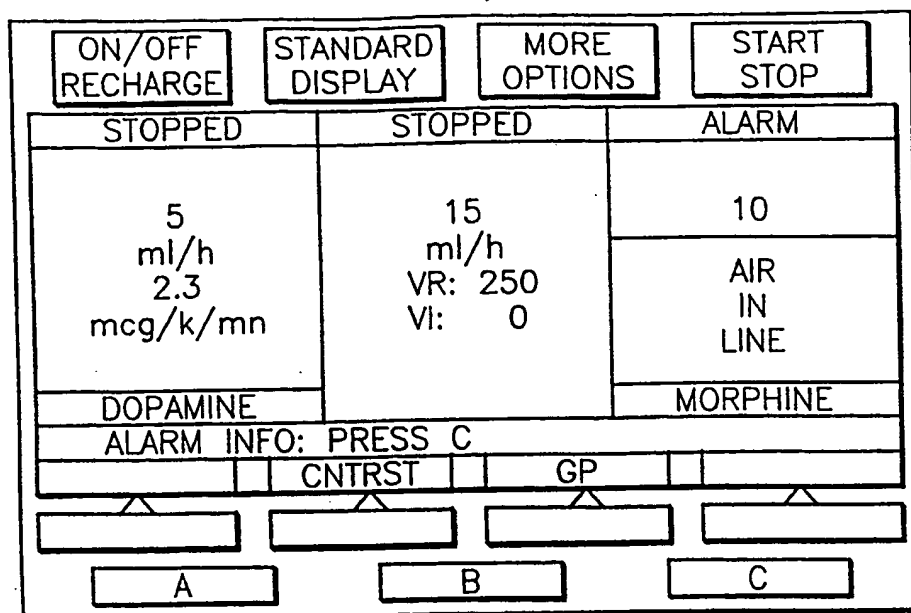 ON/OFF RECHARGE
STANDARD DISPLAY
MORE OPTIONS
START STOP
STOPPED
STOPPED
ALARM
5
ml/h
2.3
mcg/k/mn
15
ml/h
VR: 250
VI: 0
10
AIR
IN
LINE
DOPAMINE
MORPHINE
ALARM INFO: PRESS C
CNTRST
GP
A
B
C